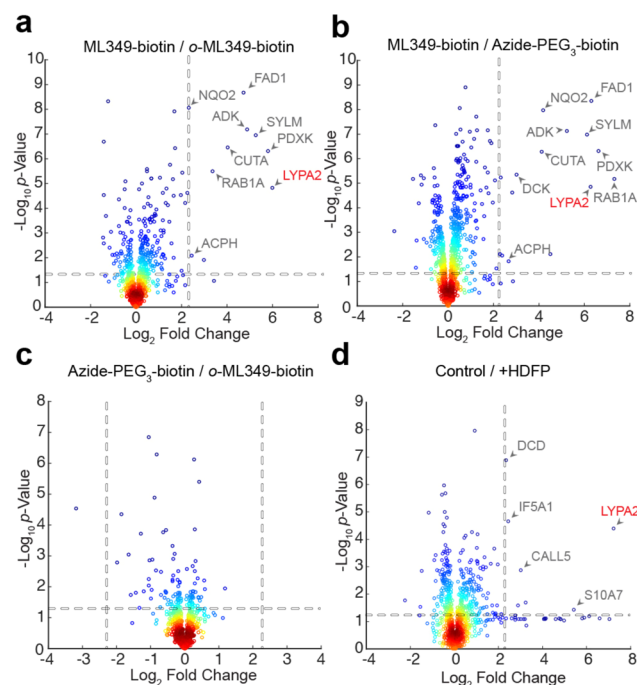 a
ML349-biotin / o-ML349-biotin
10
9
8
7
6
5
4
3
2
1
0
-Log10 p-Value
NQO2
FAD1
ADK
SYLM
PDXK
CUTA
RAB1A
LYPA2
ACPH
-4 -2 0 2 4 6 8
Log2 Fold Change
b
ML349-biotin / Azide-PEG3-biotin
10
9
8
7
6
5
4
3
2
1
0
-Log10 p-Value
NQO2
FAD1
ADK
SYLM
CUTA
PDXK
DCK
LYPA2
RAB1A
ACPH
-4 -2 0 2 4 6 8
Log2 Fold Change
c
Azide-PEG3-biotin / o-ML349-biotin
8
7
6
5
4
3
2
1
0
-Log10 p-Value
-4 -3 -2 -1 0 1 2 3 4
Log2 Fold Change
d
Control / +HDFP
9
8
7
6
5
4
3
2
1
0
-Log10 p-Value
DCD
IF5A1
LYPA2
CALL5
S10A7
-4 -2 0 2 4 6 8
Log2 Fold Change